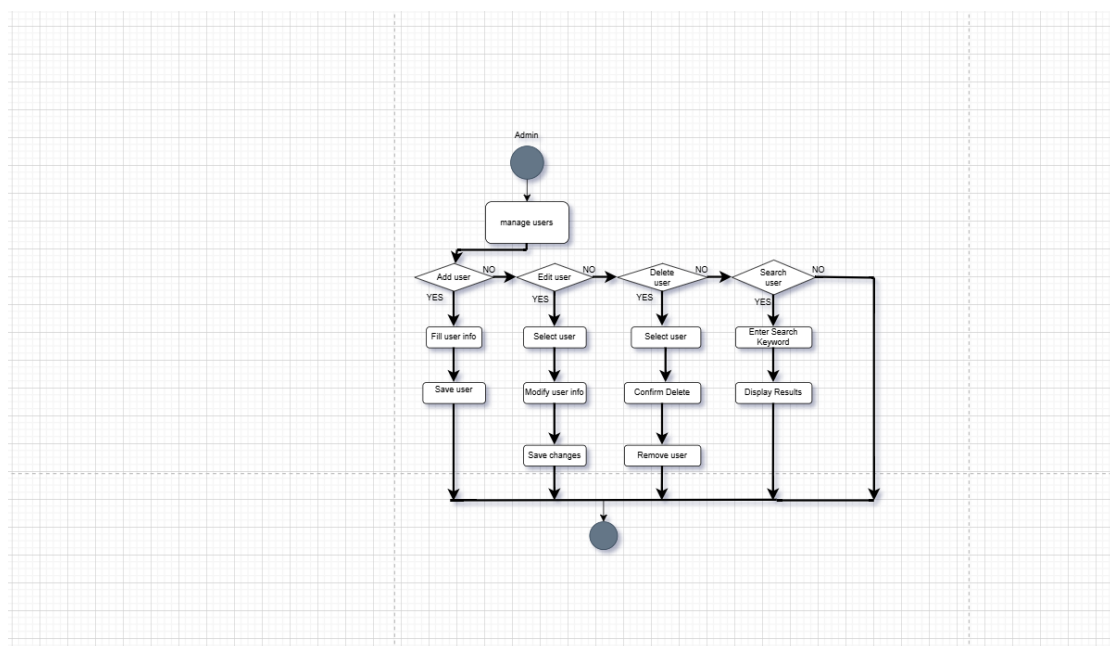 Admin
manage users
Add user
NO
Edit user
NO
Delete
user
NO
Search
user
NO
YES
YES
YES
YES
Fill user info
Select user
Select user
Enter Search
Keyword
Save user
Modify user info
Confirm Delete
Display Results
Save changes
Remove user